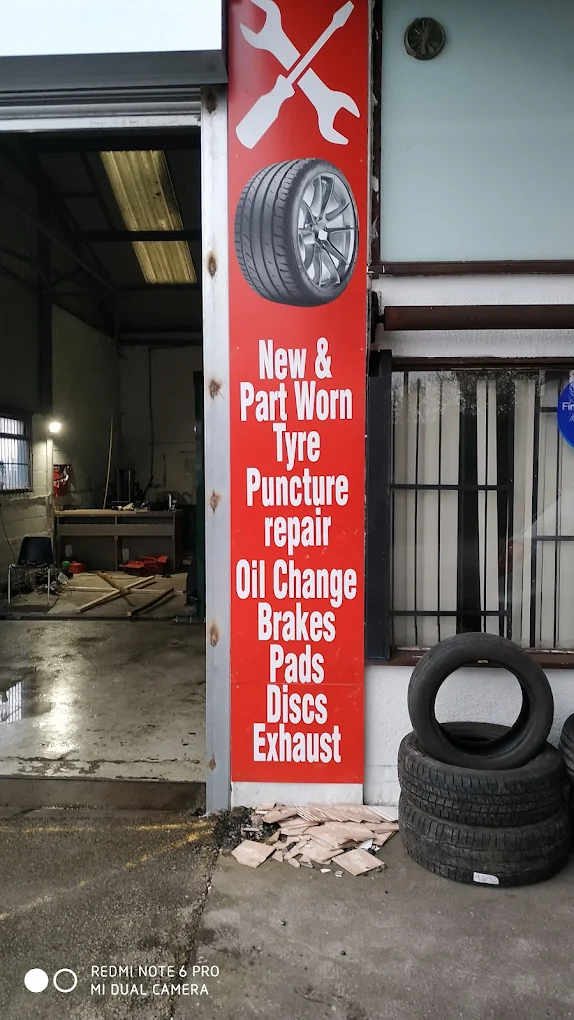 New &
Part Worn
Tyre
Puncture
repair
Oil Change
Brakes
Pads
Discs
Exhaust
REDMI NOTE 6 PRO
MI DUAL CAMERA